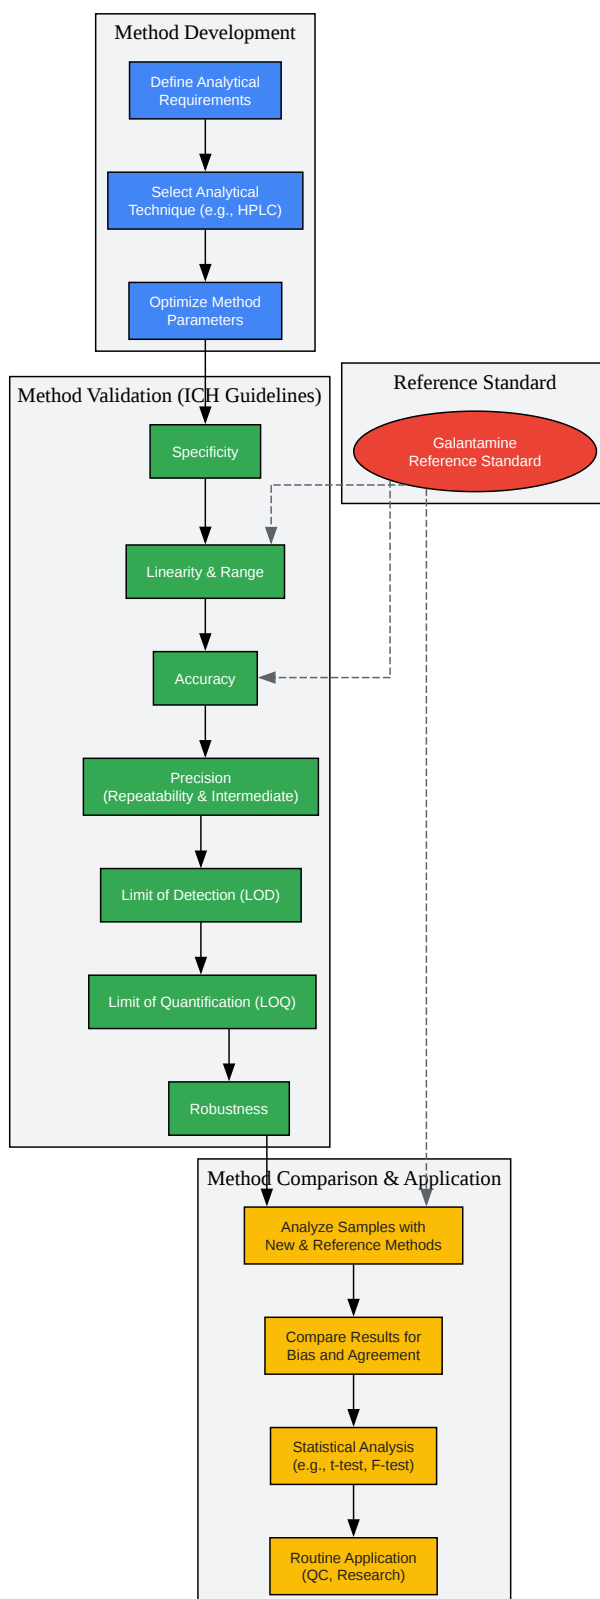 Method Development
Define Analytical
Requirements
Select Analytical
Technique (e.g., HPLC)
Optimize Method
Parameters
Method Validation (ICH Guidelines)
Reference Standard
Galantamine
Reference Standard
Specificity
Linearity & Range
Accuracy
Precision
(Repeatability & Intermediate)
Limit of Detection (LOD)
Limit of Quantification (LOQ)
Robustness
Method Comparison & Application
Analyze Samples with
New & Reference Methods
Compare Results for
Bias and Agreement
Statistical Analysis
(e.g., t-test, F-test)
Routine Application
(QC, Research)